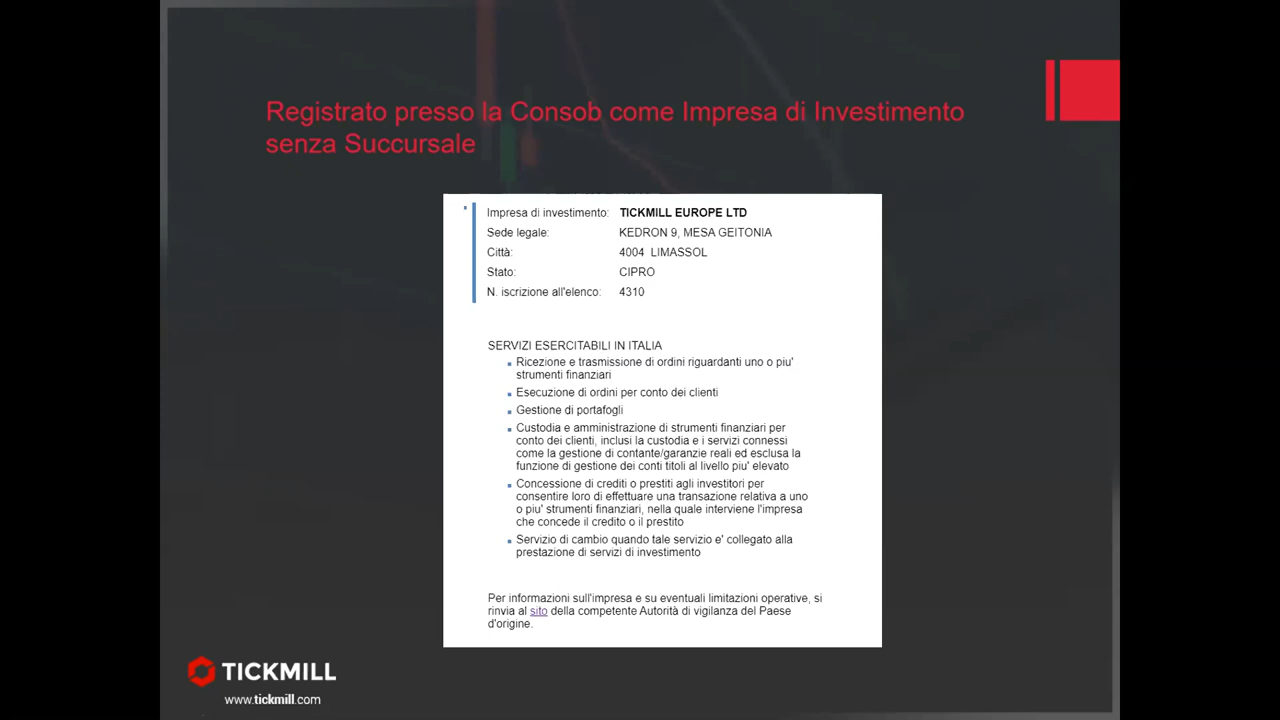 Registrato presso la Consob come Impresa di Investimento
senza Succursale
Impresa di investimento: TICKMILL EUROPE LTD
Sede legale: KEDRON 9, MESA GEITONIA
Città: 4004 LIMASSOL
Stato: CIPRO
N. iscrizione all'elenco: 4310
SERVIZI ESERCITABILI IN ITALIA
Ricezione e trasmissione di ordini riguardanti uno o piu'
strumenti finanziari
Esecuzione di ordini per conto dei clienti
Gestione di portafogli
Custodia e amministrazione di strumenti finanziari per
conto dei clienti, inclusi la custodia e i servizi connessi
come la gestione di contante/garanzie reali ed esclusa la
funzione di gestione dei conti titoli al livello piu' elevato
Concessione di crediti o prestiti agli investitori per
consentire loro di effettuare una transazione relativa a uno
o piu' strumenti finanziari, nella quale interviene l'impresa
che concede il credito o il prestito
Servizio di cambio quando tale servizio e' collegato alla
prestazione di servizi di investimento
Per informazioni sull'impresa e su eventuali limitazioni operative, si
rinvia al sito della competente Autorità di vigilanza del Paese
d'origine.
TICKMILL
www.tickmill.com